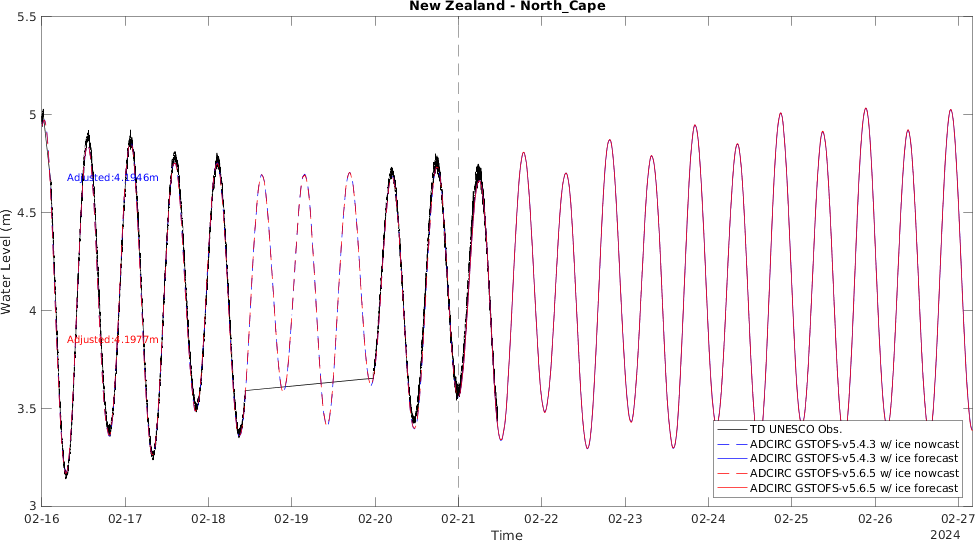 New Zealand - North_Cape
5.5
5
4.5
4
3.5
3
Water Level (m)
Adjusted:4.1946m
Adjusted:4.1977m
TD UNESCO Obs.
ADCIRC GSTOFS-v5.4.3 w/ ice nowcast
ADCIRC GSTOFS-v5.4.3 w/ ice forecast
ADCIRC GSTOFS-v5.6.5 w/ ice nowcast
ADCIRC GSTOFS-v5.6.5 w/ ice forecast
02-16 02-17 02-18 02-19 02-20 02-21 02-22 02-23 02-24 02-25 02-26 02-27
Time
2024